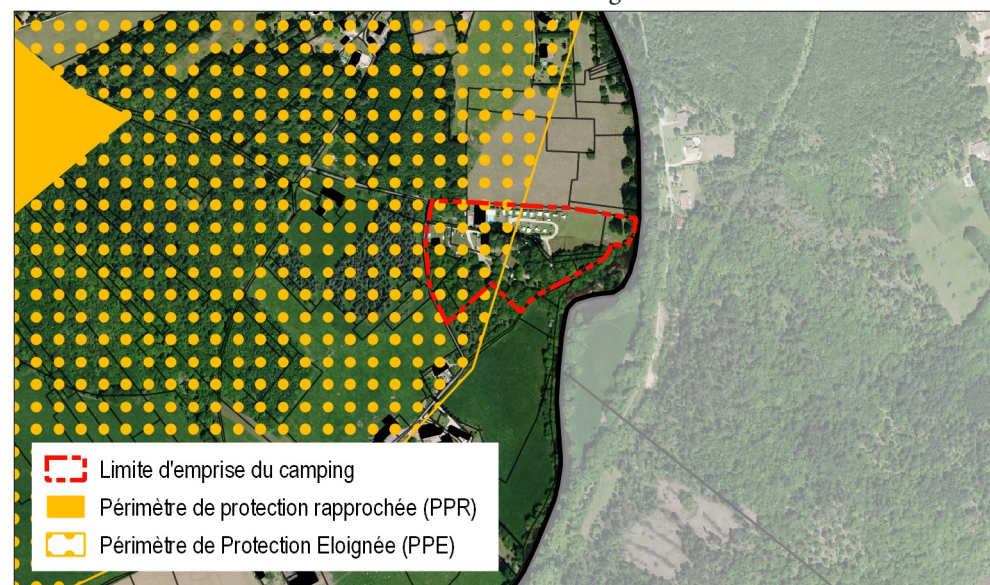 Limite d'emprise du camping
Périmètre de protection rapprochée (PPR)
Périmètre de Protection Eloignée (PPE)